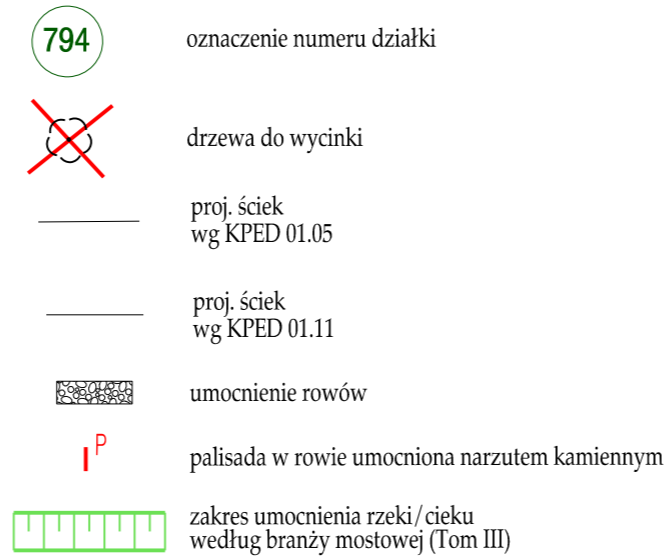 794 oznaczenie numeru działki
drzewa do wycinki
proj. ściek
wg KPED 01.05
proj. ściek
wg KPED 01.11
umocnienie rowów
P
palisada w rowie umocniona narzutem kamiennym
zakres umocnienia rzeki/cieku
według branży mostowej (Tom III)